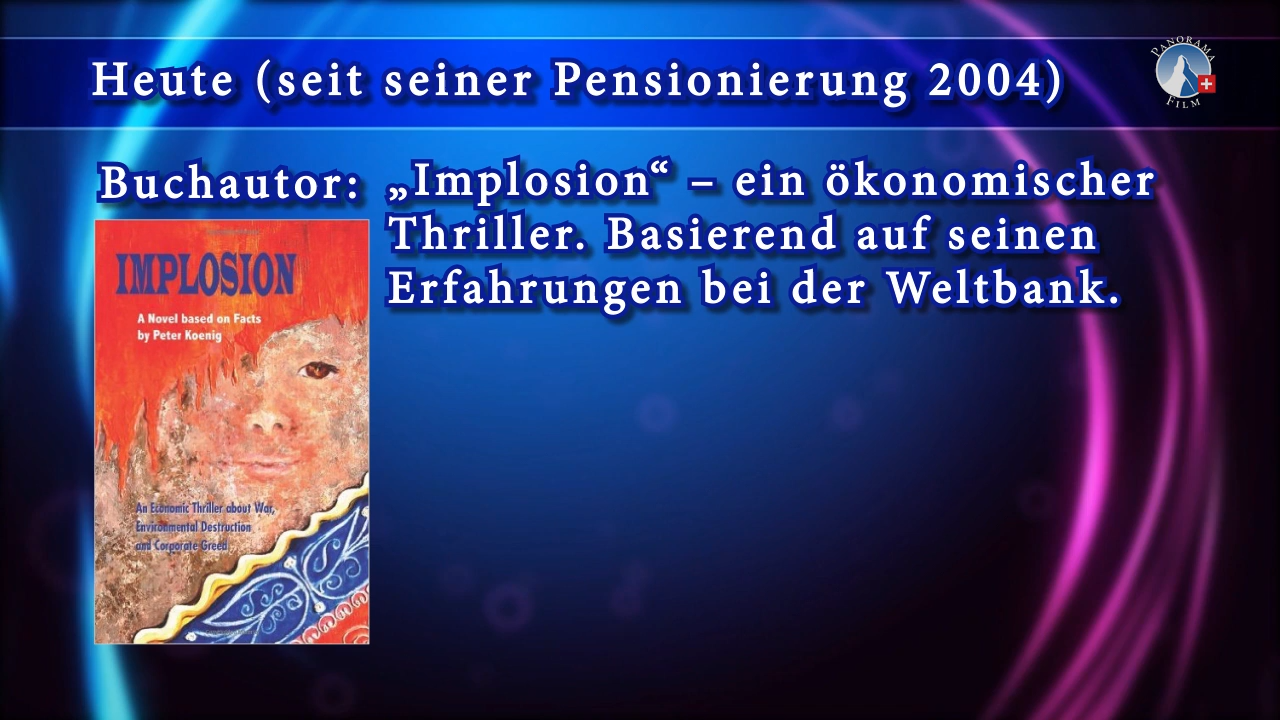 Heute (seit seiner Pensionierung 2004)
PANORAMA
FILM
Buchautor:
„Implosion“ – ein ökonomischer
Thriller. Basierend auf seinen
Erfahrungen bei der Weltbank.
IMPLOSION
A Novel based on Facts
by Peter Koenig
An Economic Thriller about War,
Environmental Destruction
and Corporate Greed